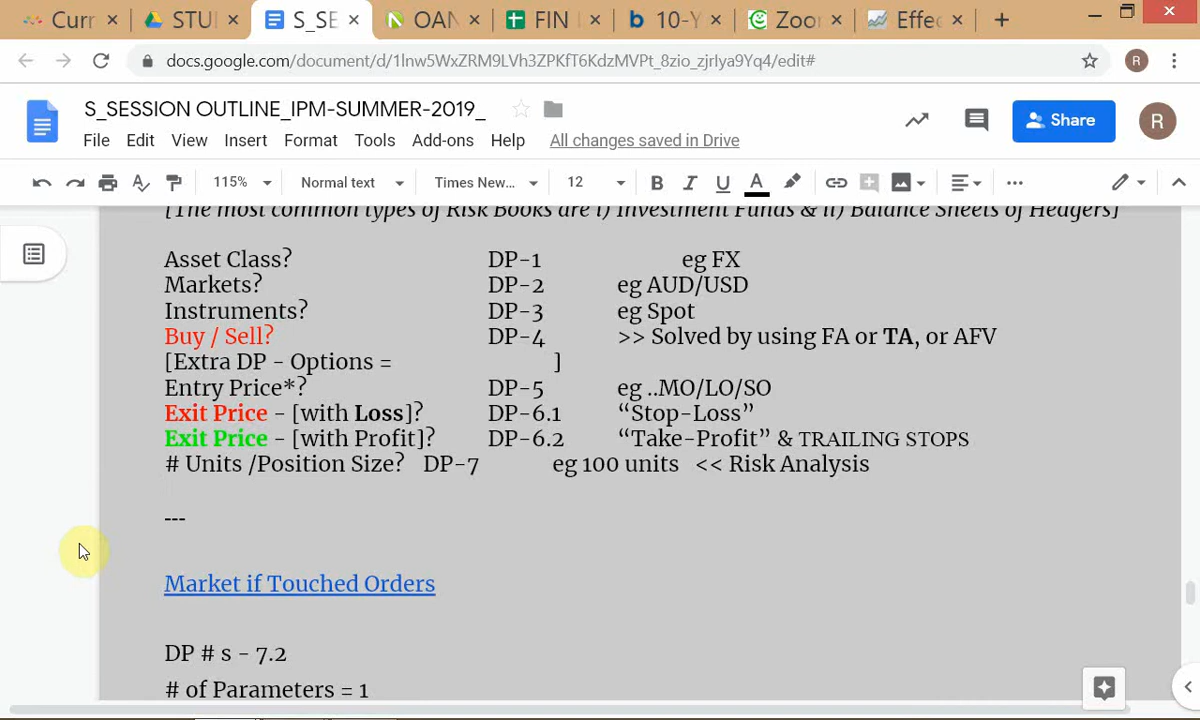 Curr
STU
S_SE
OAN
FIN
10-Y
Zoor
Effec
docs.google.com/document/d/1lnw5WxZRM9LVh3ZPKfT6KdzMVPt_8zio_zjrIya9Yq4/edit#
R
S_SESSION OUTLINE_IPM-SUMMER-2019_
File Edit View Insert Format Tools Add-ons Help All changes saved in Drive
Share
R
115% Normal text Times New... 12 B I U A
[The most common types of Risk Books are i) Investment Funds & ii) Balance Sheets of Hedgers]
Asset Class? DP-1 eg FX
Markets? DP-2 eg AUD/USD
Instruments? DP-3 eg Spot
Buy / Sell? DP-4 >> Solved by using FA or TA, or AFV
[Extra DP - Options = ]
Entry Price*? DP-5 eg ..MO/LO/SO
Exit Price - [with Loss]? DP-6.1 “Stop-Loss”
Exit Price - [with Profit]? DP-6.2 “Take-Profit” & TRAILING STOPS
# Units /Position Size? DP-7 eg 100 units << Risk Analysis
---
Market if Touched Orders
DP # s - 7.2
# of Parameters = 1